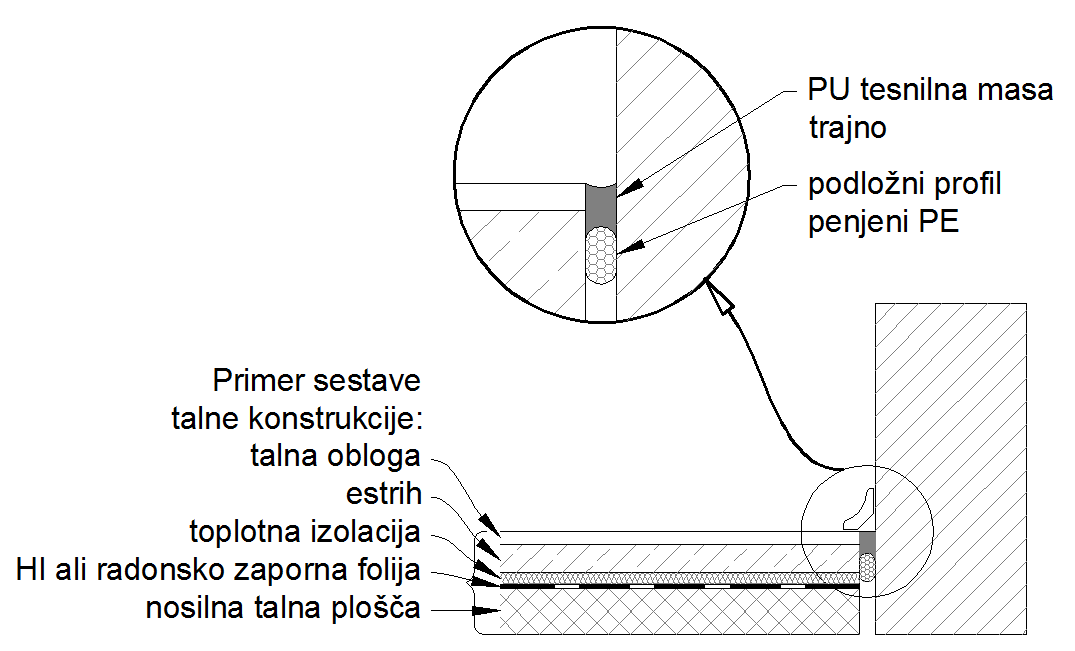 PU tesnilna masa
trajno
podložni profil
penjeni PE
Primer sestave
talne konstrukcije:
talna obloga
estrih
toplotna izolacija
HI ali radonsko zaporna folija
nosilna talna plošča